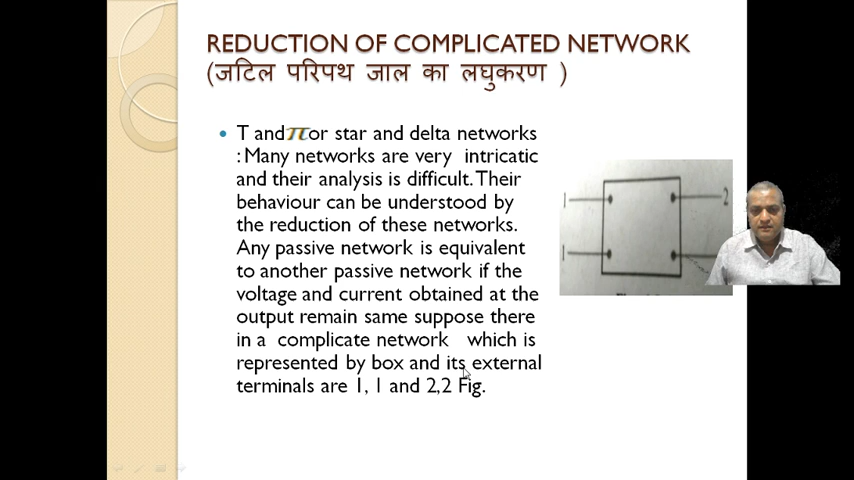 REDUCTION OF COMPLICATED NETWORK
(जटिल परिपथ जाल का लघुकरण )
• T and π or star and delta networks
: Many networks are very intricatic
and their analysis is difficult. Their
behaviour can be understood by
the reduction of these networks.
Any passive network is equivalent
to another passive network if the
voltage and current obtained at the
output remain same suppose there
in a complicate network which is
represented by box and its external
terminals are 1, 1 and 2,2 Fig.
1 2
1